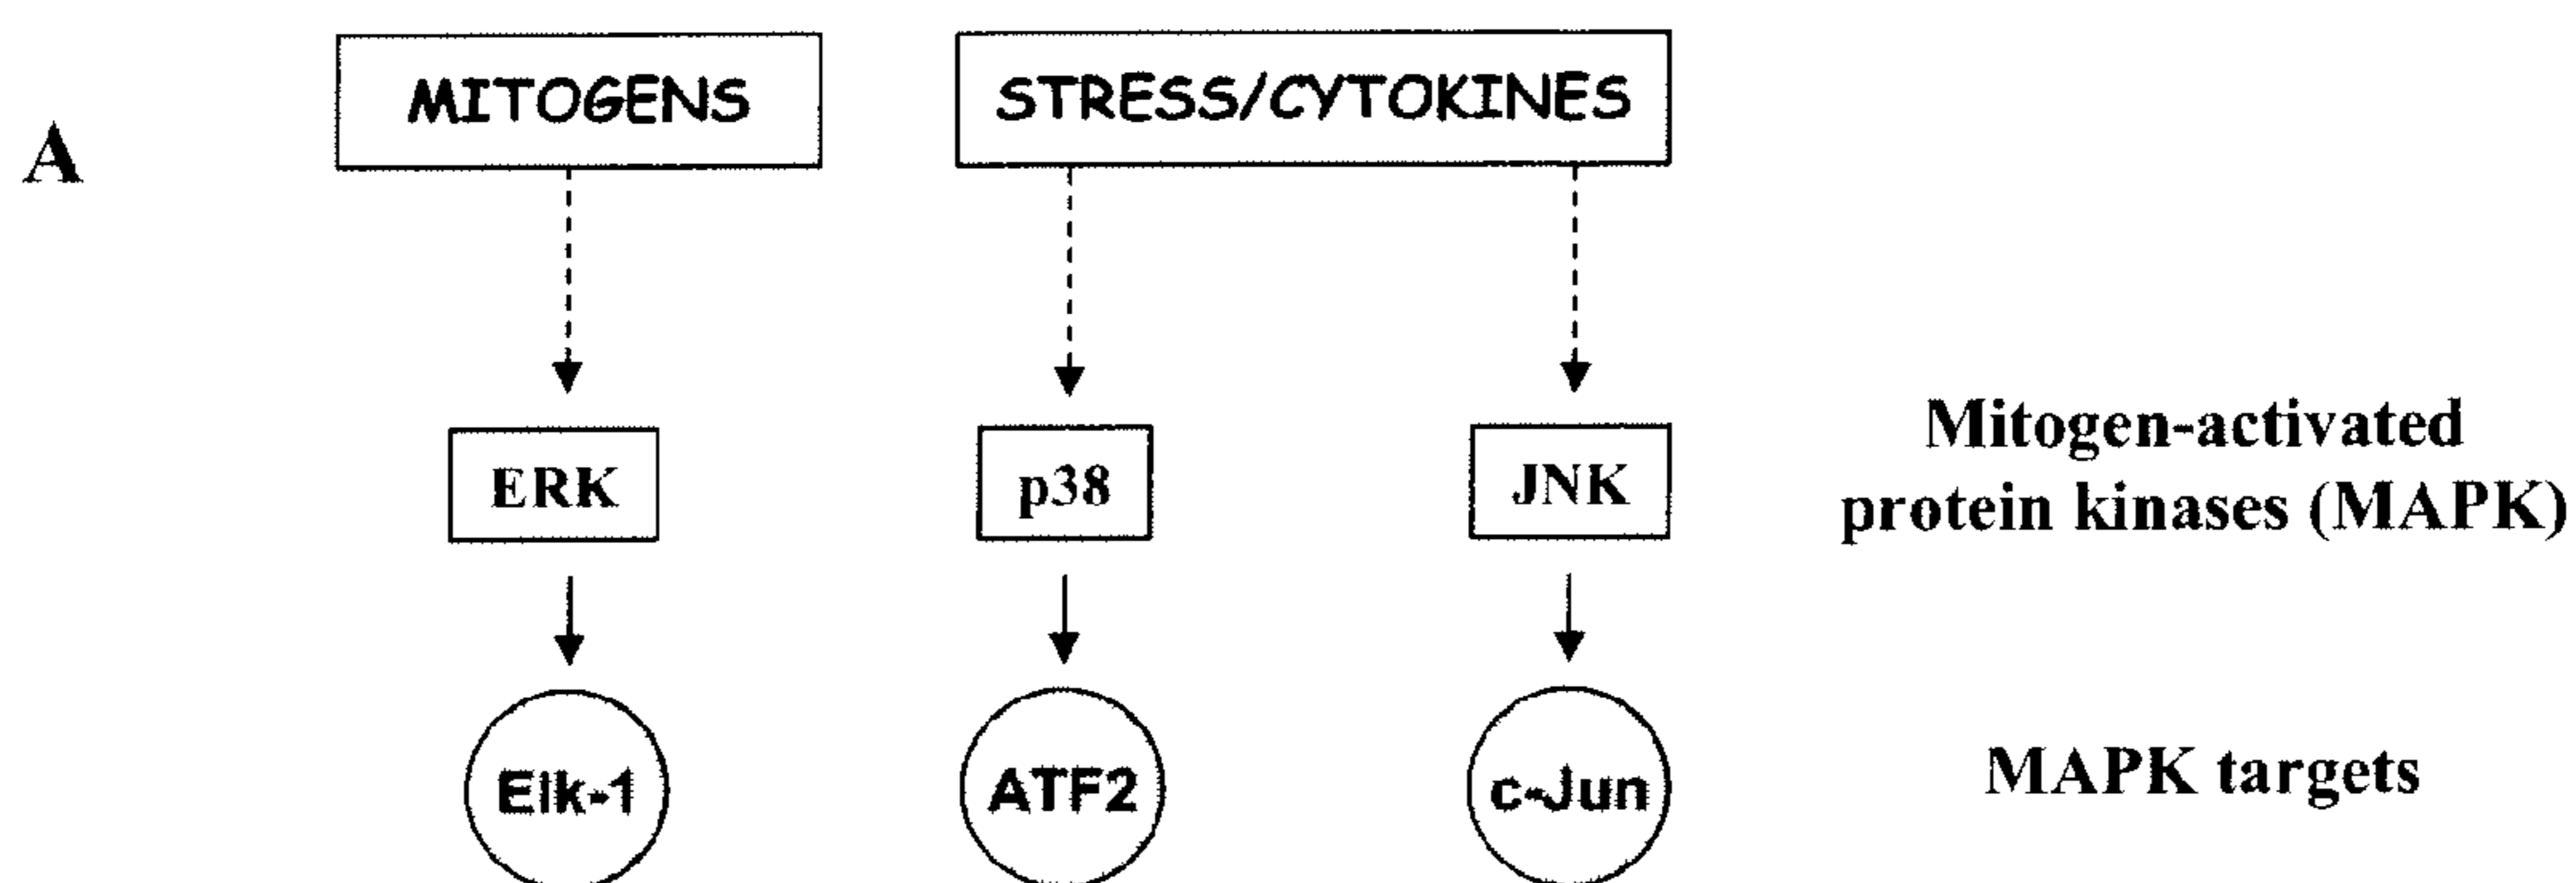 A
MITOGENS
STRESS/CYTOKINES
ERK
p38
JNK
Mitogen-activated
protein kinases (MAPK)
Elk-1
ATF2
c-Jun
MAPK targets